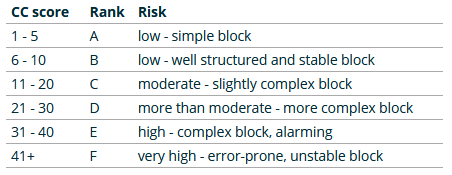 CC score Rank Risk
1 - 5 A low - simple block
6 - 10 B low - well structured and stable block
11 - 20 C moderate - slightly complex block
21 - 30 D more than moderate - more complex block
31 - 40 E high - complex block, alarming
41+ F very high - error-prone, unstable block